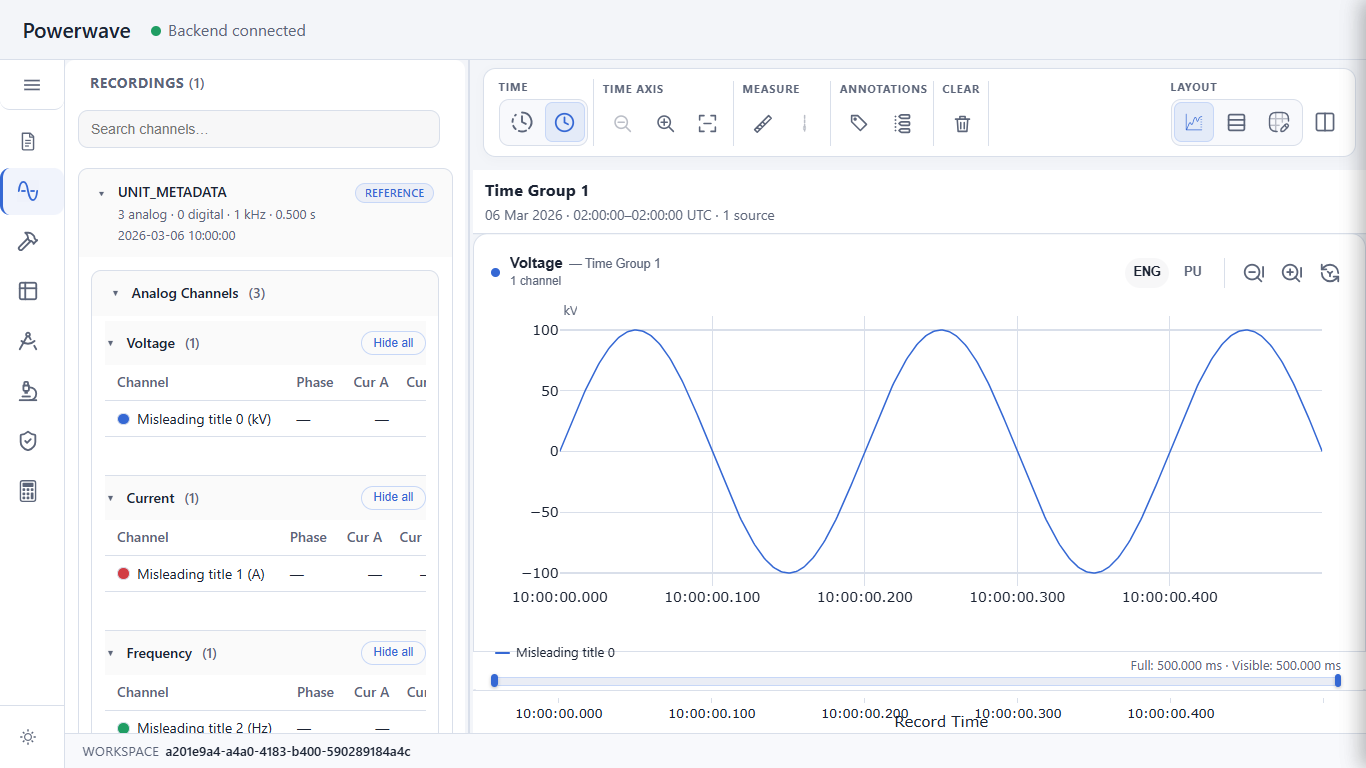 Powerwave
Backend connected
RECORDINGS (1)
Search channels…
UNIT_METADATA
REFERENCE
3 analog · 0 digital · 1 kHz · 0.500 s
2026-03-06 10:00:00
Analog Channels (3)
Voltage (1)
Hide all
Channel Phase Cur A Cur
Misleading title 0 (kV) — —
Current (1)
Hide all
Channel Phase Cur A Cur
Misleading title 1 (A) — — –
Frequency (1)
Hide all
Channel Phase Cur A Cur
Misleading title 2 (Hz) — —
TIME
TIME AXIS
MEASURE
ANNOTATIONS
CLEAR
LAYOUT
Time Group 1
06 Mar 2026 · 02:00:00–02:00:00 UTC · 1 source
Voltage — Time Group 1
1 channel
ENG PU
kV
100
50
0
−50
−100
10:00:00.000 10:00:00.100 10:00:00.200 10:00:00.300 10:00:00.400
Misleading title 0
Full: 500.000 ms · Visible: 500.000 ms
10:00:00.000 10:00:00.100 10:00:00.200 10:00:00.300 10:00:00.400
Record Time
WORKSPACE a201e9a4-a4a0-4183-b400-590289184a4c